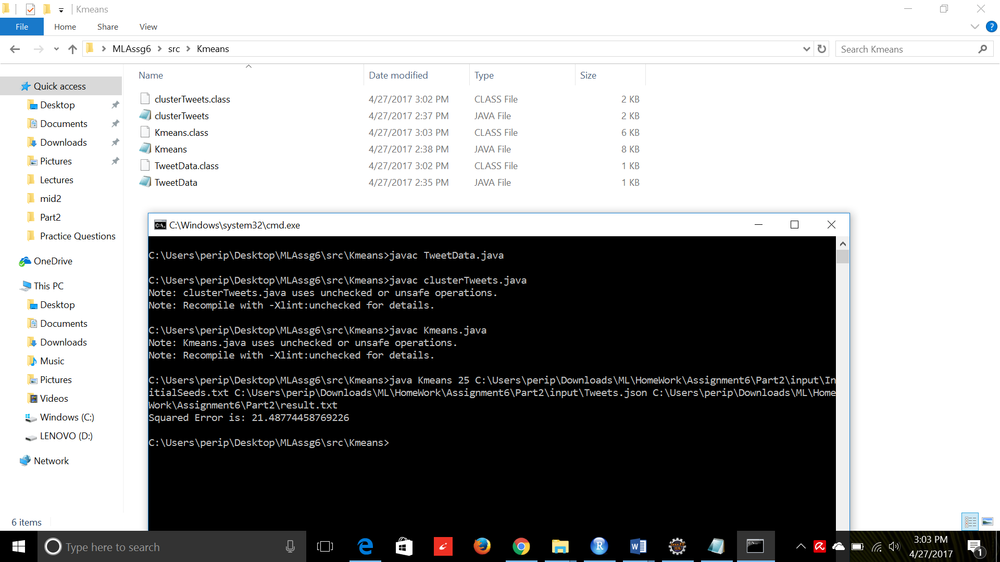 Kmeans
File Home Share View
MLAssg6 src Kmeans
Search Kmeans
Name Date modified Type Size
Quick access
Desktop
Documents
Downloads
Pictures
Lectures
mid2
Part2
Practice Questions
OneDrive
This PC
Desktop
Documents
Downloads
Music
Pictures
Videos
Windows (C:)
LENOVO (D:)
Network
clusterTweets.class 4/27/2017 3:02 PM CLASS File 2 KB
clusterTweets 4/27/2017 2:37 PM JAVA File 2 KB
Kmeans.class 4/27/2017 3:03 PM CLASS File 6 KB
Kmeans 4/27/2017 2:38 PM JAVA File 8 KB
TweetData.class 4/27/2017 3:02 PM CLASS File 1 KB
TweetData 4/27/2017 2:35 PM JAVA File 1 KB
C:\Windows\system32\cmd.exe
C:\Users\perip\Desktop\MLAssg6\src\Kmeans>javac TweetData.java
C:\Users\perip\Desktop\MLAssg6\src\Kmeans>javac clusterTweets.java
Note: clusterTweets.java uses unchecked or unsafe operations.
Note: Recompile with -Xlint:unchecked for details.
C:\Users\perip\Desktop\MLAssg6\src\Kmeans>javac Kmeans.java
Note: Kmeans.java uses unchecked or unsafe operations.
Note: Recompile with -Xlint:unchecked for details.
C:\Users\perip\Desktop\MLAssg6\src\Kmeans>java Kmeans 25 C:\Users\perip\Downloads\ML\HomeWork\Assignment6\Part2\input\In
itialSeeds.txt C:\Users\perip\Downloads\ML\HomeWork\Assignment6\Part2\input\Tweets.json C:\Users\perip\Downloads\ML\Home
Work\Assignment6\Part2\result.txt
Squared Error is: 21.48774458769226
C:\Users\perip\Desktop\MLAssg6\src\Kmeans>
6 items
Type here to search
3:03 PM
4/27/2017
1